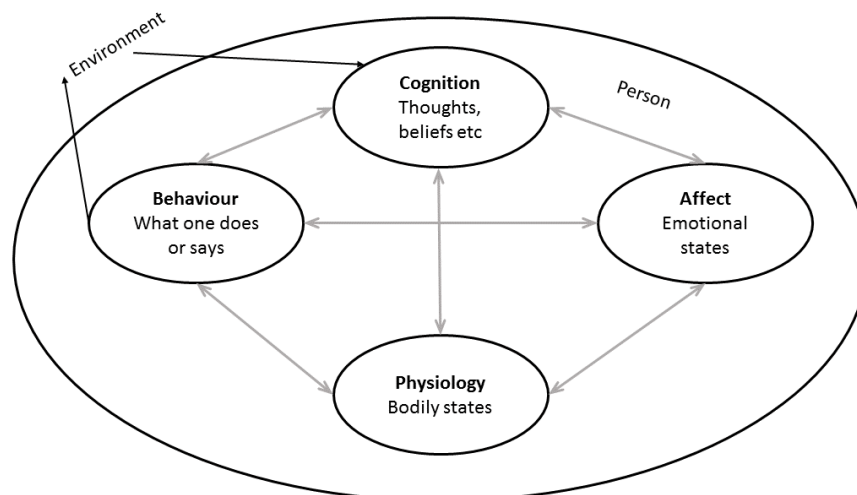 Environment
Cognition
Thoughts,
beliefs etc
Person
Behaviour
What one does
or says
Affect
Emotional
states
Physiology
Bodily states